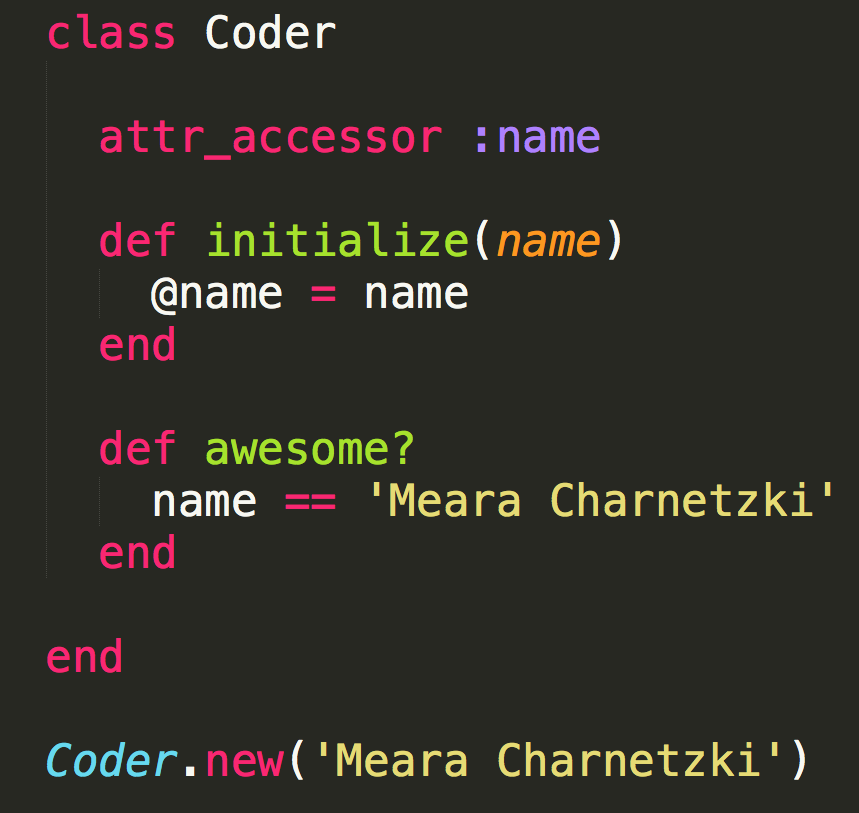 class Coder
attr_accessor :name
def initialize(name)
@name = name
end
def awesome?
name == 'Meara Charnetzki'
end
end
Coder.new('Meara Charnetzki')